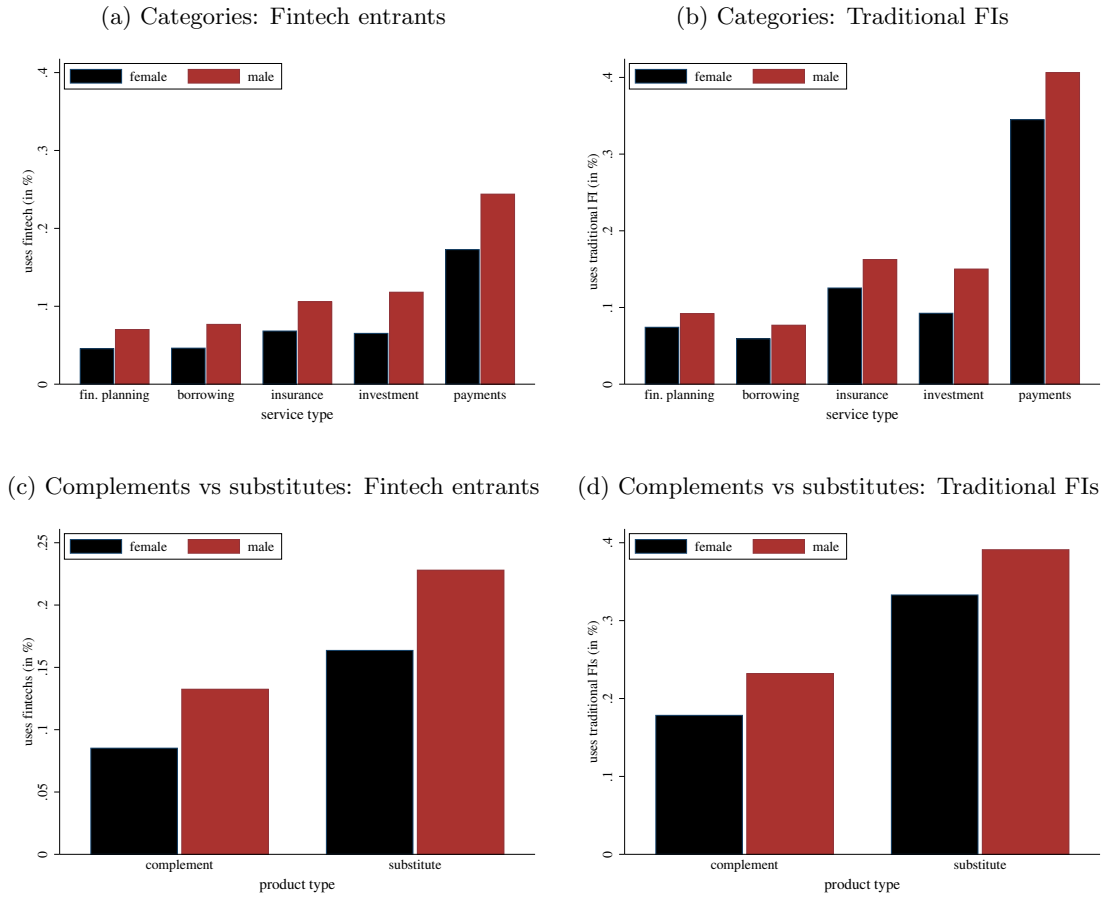 (a) Categories: Fintech entrants
female male
uses fintech (in %)
.4
.3
.2
.1
0
fin. planning borrowing insurance investment payments
service type
(b) Categories: Traditional FIs
female male
uses traditional FI (in %)
.4
.3
.2
.1
0
fin. planning borrowing insurance investment payments
service type
(c) Complements vs substitutes: Fintech entrants
female male
uses fintechs (in %)
.25
.2
.15
.1
.05
0
complement substitute
product type
(d) Complements vs substitutes: Traditional FIs
female male
uses traditional FIs (in %)
.4
.3
.2
.1
0
complement substitute
product type